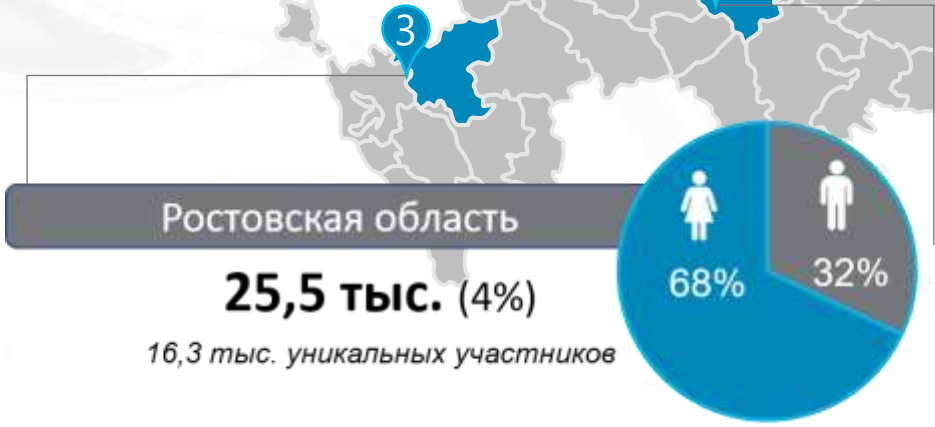 3
Ростовская область
25,5 тыс. (4%)
16,3 тыс. уникальных участников
68%
32%